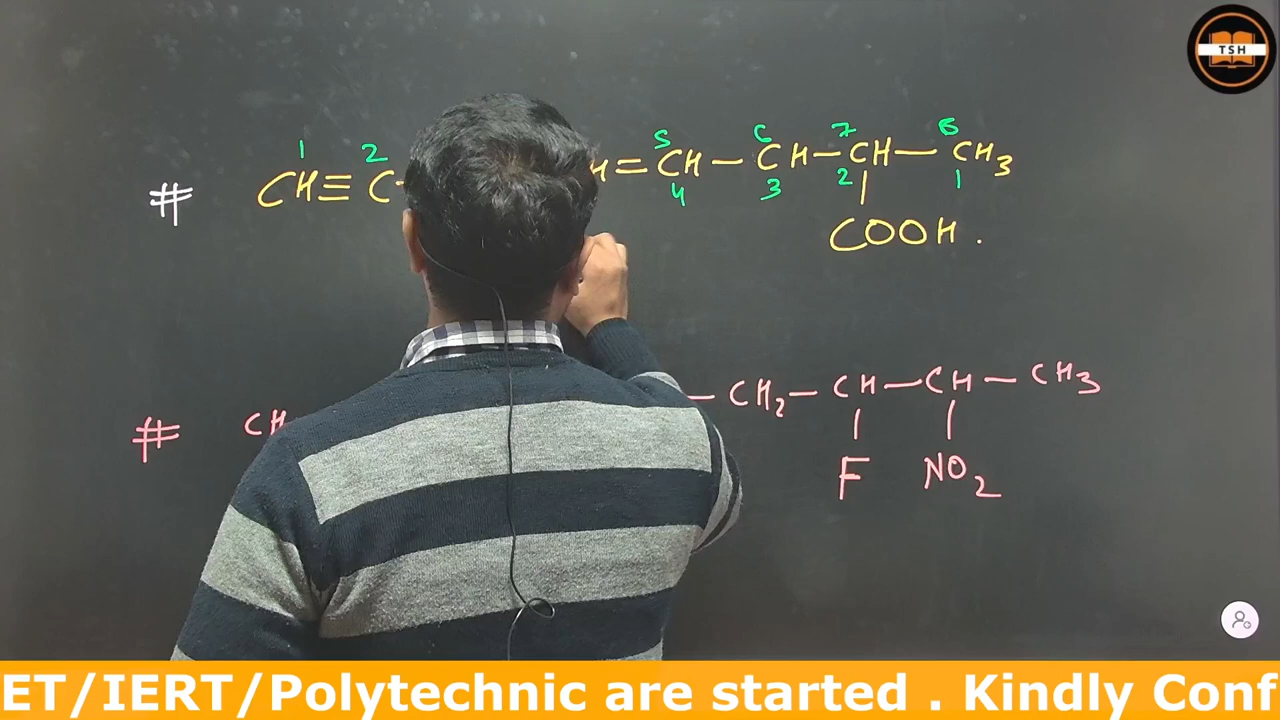 TSH
1 2 5 6 7 8
# CH≡C- H=CH-CH-CH-CH3
4 3 2 1
COOH.
# CH -CH2-CH-CH-CH3
F NO2
ET/IERT/Polytechnic are started . Kindly Conf